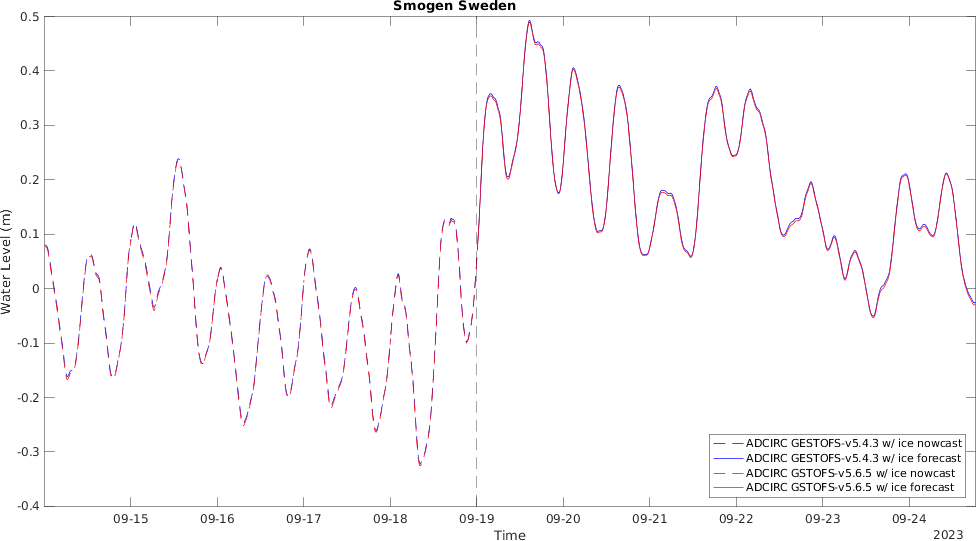 Smogen Sweden
0.5
0.4
0.3
0.2
0.1
0
-0.1
-0.2
-0.3
-0.4
Water Level (m)
ADCIRC GESTOFS-v5.4.3 w/ ice nowcast
ADCIRC GESTOFS-v5.4.3 w/ ice forecast
ADCIRC GSTOFS-v5.6.5 w/ ice nowcast
ADCIRC GSTOFS-v5.6.5 w/ ice forecast
09-15 09-16 09-17 09-18 09-19 09-20 09-21 09-22 09-23 09-24
Time
2023